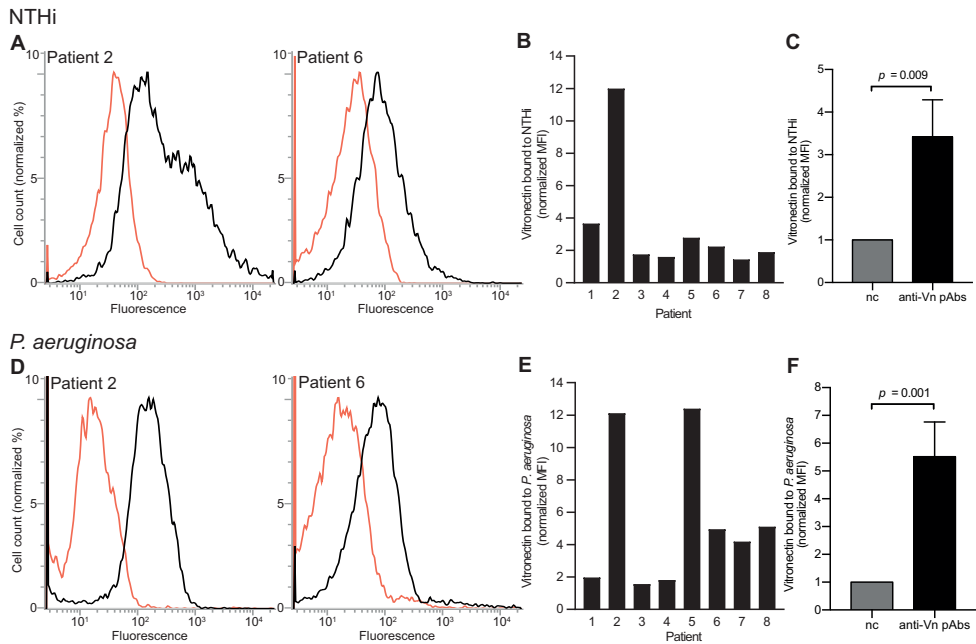 NTHi
A
Patient 2
Patient 6
Cell count (normalized %)
10
5
0
10
5
0
10¹ 10² 10³ 10⁴
Fluorescence
10¹ 10² 10³ 10⁴
Fluorescence
B
Vitronectin bound to NTHi
(normalized MFI)
14
12
10
8
6
4
2
0
1 2 3 4 5 6 7 8
Patient
C
Vitronectin bound to NTHi
(normalized MFI)
5
4
3
2
1
0
p = 0.009
nc anti-Vn pAbs
P. aeruginosa
D
Patient 2
Patient 6
Cell count (normalized %)
10
5
0
10
5
0
10¹ 10² 10³ 10⁴
Fluorescence
10¹ 10² 10³ 10⁴
Fluorescence
E
Vitronectin bound to P. aeruginosa
(normalized MFI)
14
12
10
8
6
4
2
0
1 2 3 4 5 6 7 8
Patient
F
Vitronectin bound to P. aeruginosa
(normalized MFI)
8
7
6
5
4
3
2
1
0
p = 0.001
nc anti-Vn pAbs